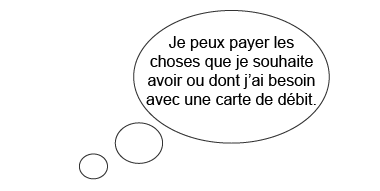 Je peux payer les
choses que je souhaite
avoir ou dont j’ai besoin
avec une carte de débit.